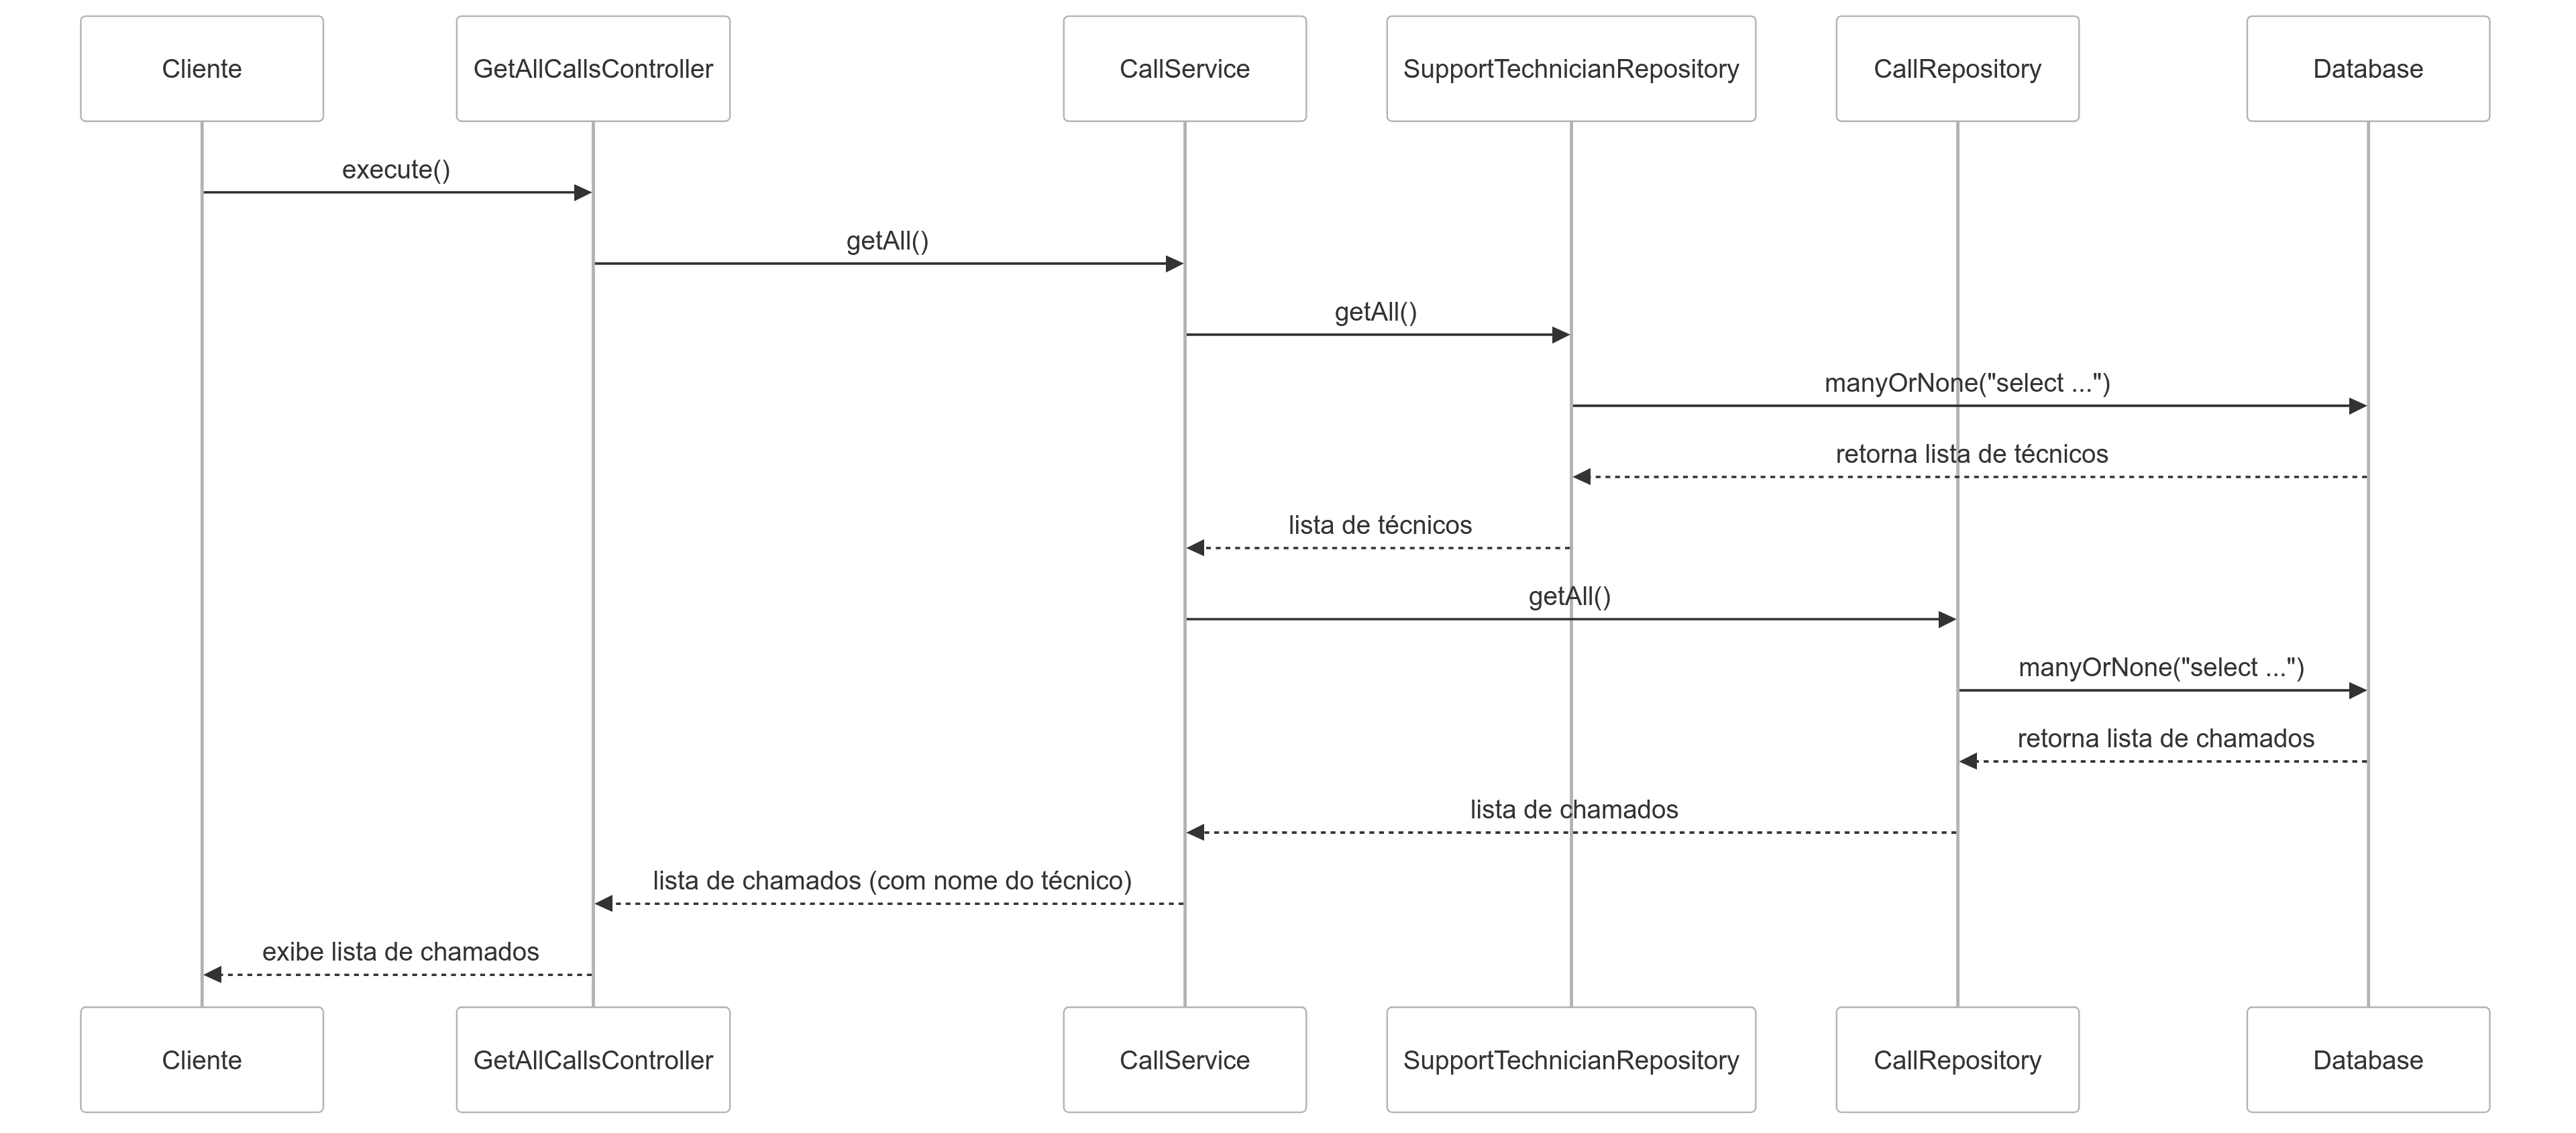 Cliente
GetAllCallsController
CallService
SupportTechnicianRepository
CallRepository
Database
execute()
getAll()
getAll()
manyOrNone("select ...")
retorna lista de técnicos
lista de técnicos
getAll()
manyOrNone("select ...")
retorna lista de chamados
lista de chamados
lista de chamados (com nome do técnico)
exibe lista de chamados
Cliente
GetAllCallsController
CallService
SupportTechnicianRepository
CallRepository
Database